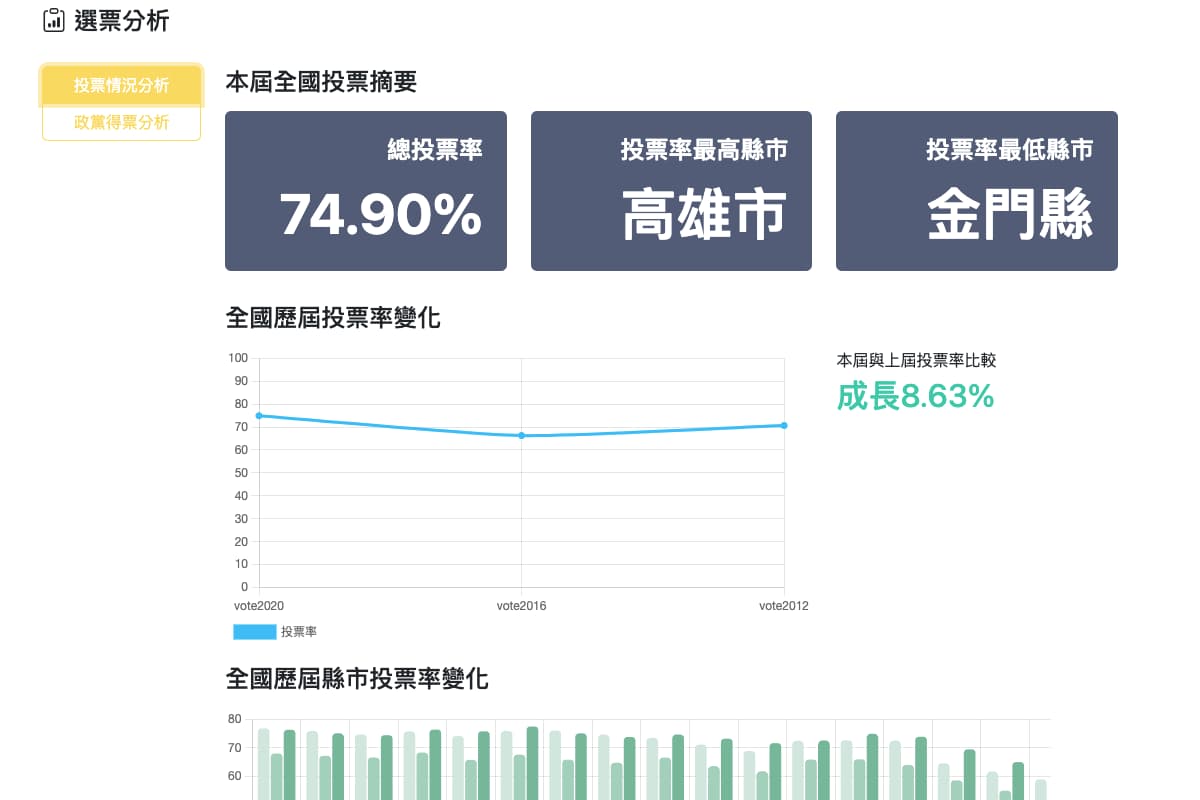 選票分析
投票情況分析
政黨得票分析
本屆全國投票摘要
總投票率
74.90%
投票率最高縣市
高雄市
投票率最低縣市
金門縣
全國歷屆投票率變化
100
90
80
70
60
50
40
30
20
10
0
vote2020
vote2016
vote2012
投票率
本屆與上屆投票率比較
成長8.63%
全國歷屆縣市投票率變化
80
70
60